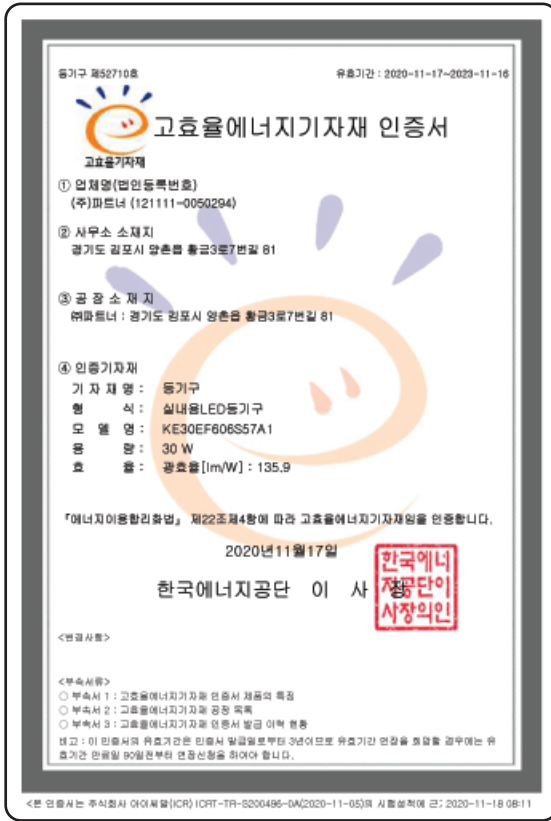 등기구 제52710호
유효기간 : 2020-11-17~2023-11-16
고효율에너지기자재 인증서
고효율기자재
① 업체명(법인등록번호)
(주)파트너 (121111-0050294)
② 사무소 소재지
경기도 김포시 양촌읍 황금3로7번길 81
③ 공 장 소 재 지
㈜파트너 : 경기도 김포시 양촌읍 황금3로7번길 81
④ 인증기자재
기 자 재 명 : 등기구
형 식 : 실내용LED등기구
모 델 명 : KE30EF606S57A1
용 량 : 30 W
효 율 : 광효율[lm/W] : 135.9
「에너지이용합리화법」 제22조제4항에 따라 고효율에너지기자재임을 인증합니다.
2020년11월17일
한국에너지공단 이 사 장
한국에너
지공단이
사장의인
<변경사항>
<부속서류>
○ 부속서 1 : 고효율에너지기자재 인증서 제품의 특징
○ 부속서 2 : 고효율에너지기자재 공장 목록
○ 부속서 3 : 고효율에너지기자재 인증서 발급 이력 현황
비고 : 이 인증서의 유효기간은 인증서 발급일로부터 3년이므로 유효기간 연장을 희망할 경우에는 유
효기간 만료일 90일전부터 연장신청을 하여야 합니다.
<본 인증서는 주식회사 아이씨알(ICR) ICRT-TR-S200496-0A(2020-11-05)의 시험성적에 근; 2020-11-18 08:11